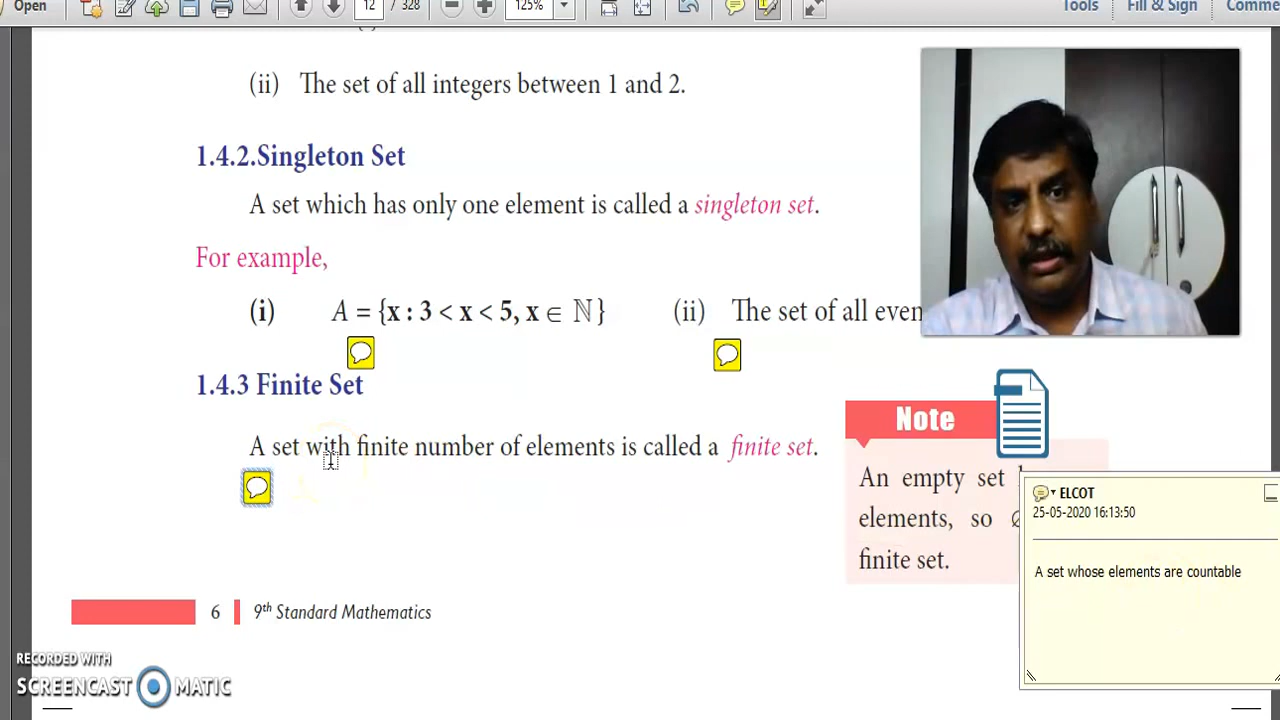 Open 12 / 328 125% Tools Fill & Sign
(ii) The set of all integers between 1 and 2.
1.4.2.Singleton Set
A set which has only one element is called a singleton set.
For example,
(i) A = {x : 3 < x < 5, x ∈ ℕ} (ii) The set of all even
1.4.3 Finite Set
A set with finite number of elements is called a finite set.
Note
An empty set
elements, so
finite set.
ELCOT
25-05-2020 16:13:50
A set whose elements are countable
6 9th Standard Mathematics
RECORDED WITH
SCREENCAST MATIC